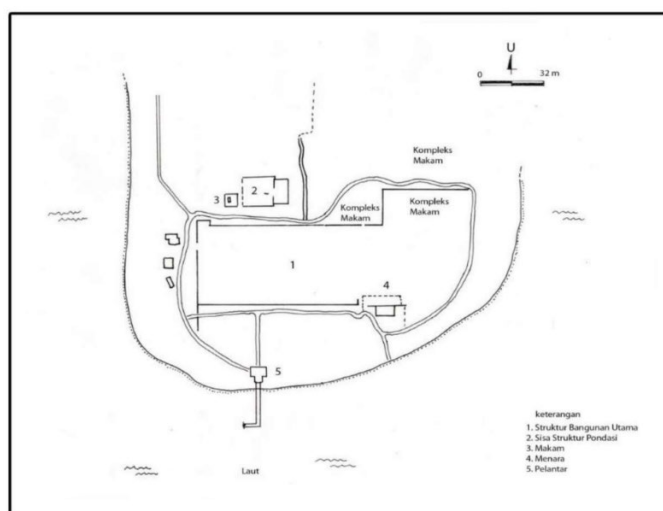 U
0 32 m
Kompleks
Makam
Kompleks
Makam
Kompleks
Makam
3
2
1
4
5
Laut
keterangan
1. Struktur Bangunan Utama
2. Sisa Struktur Pondasi
3. Makam
4. Menara
5. Pelantar